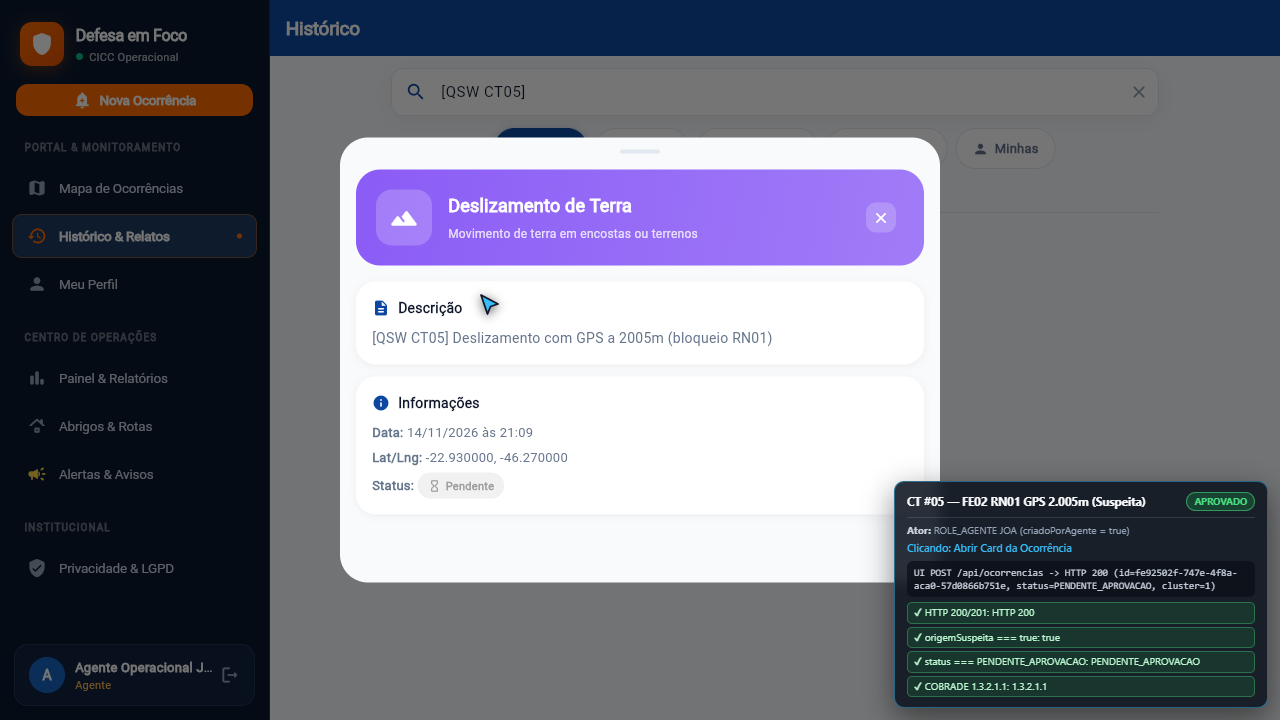 Defesa em Foco
CICC Operacional
Nova Ocorrência
PORTAL & MONITORAMENTO
Mapa de Ocorrências
Histórico & Relatos
Meu Perfil
CENTRO DE OPERAÇÕES
Painel & Relatórios
Abrigos & Rotas
Alertas & Avisos
INSTITUCIONAL
Privacidade & LGPD
A
Agente Operacional J...
Agente
Histórico
[QSW CT05]
Minhas
Deslizamento de Terra
Movimento de terra em encostas ou terrenos
Descrição
[QSW CT05] Deslizamento com GPS a 2005m (bloqueio RN01)
Informações
Data: 14/11/2026 às 21:09
Lat/Lng: -22.930000, -46.270000
Status: Pendente
CT #05 — FE02 RN01 GPS 2.005m (Suspeita) APROVADO
Ator: ROLE_AGENTE JOA (criadoPorAgente = true)
Clicando: Abrir Card da Ocorrência
UI POST /api/ocorrencias -> HTTP 200 (id=fe92502f-747e-4f8a-
aca0-57d0866b751e, status=PENDENTE_APROVACAO, cluster=1)
✓ HTTP 200/201: HTTP 200
✓ origemSuspeita === true: true
✓ status === PENDENTE_APROVACAO: PENDENTE_APROVACAO
✓ COBRADE 1.3.2.1.1: 1.3.2.1.1